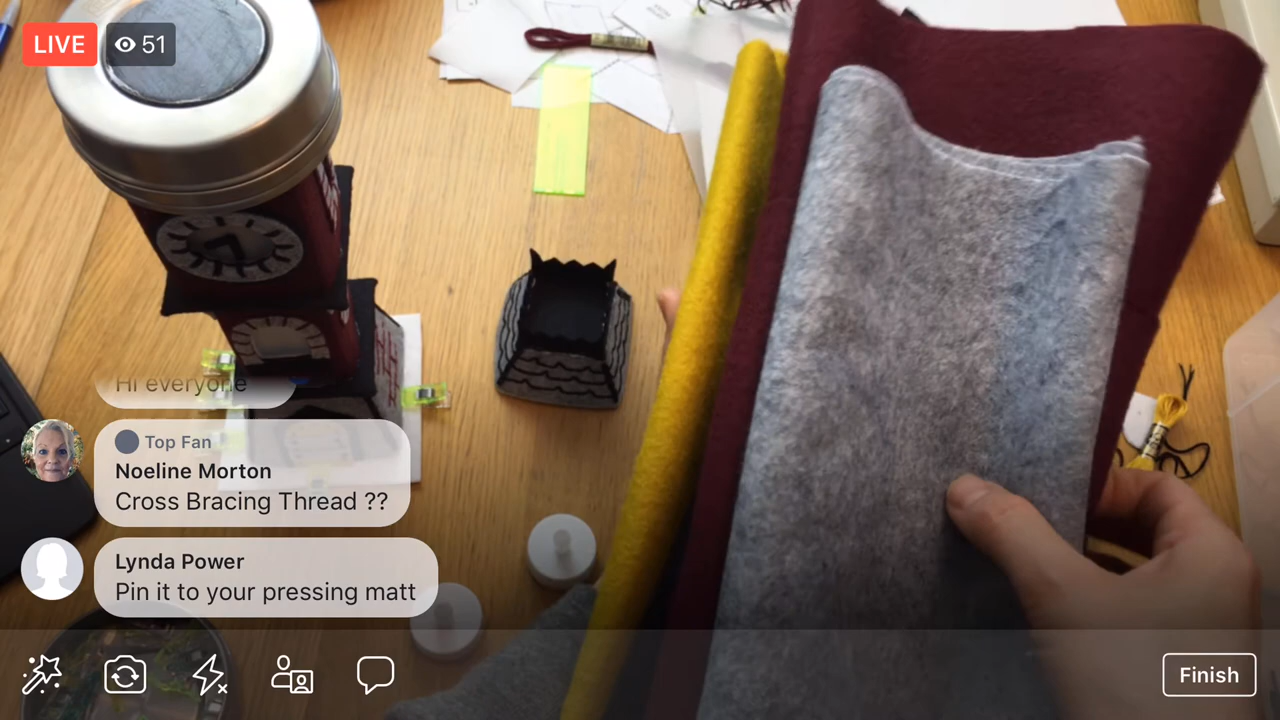 LIVE 51
Hi everyone
Top Fan
Noeline Morton
Cross Bracing Thread ??
Lynda Power
Pin it to your pressing matt
Finish